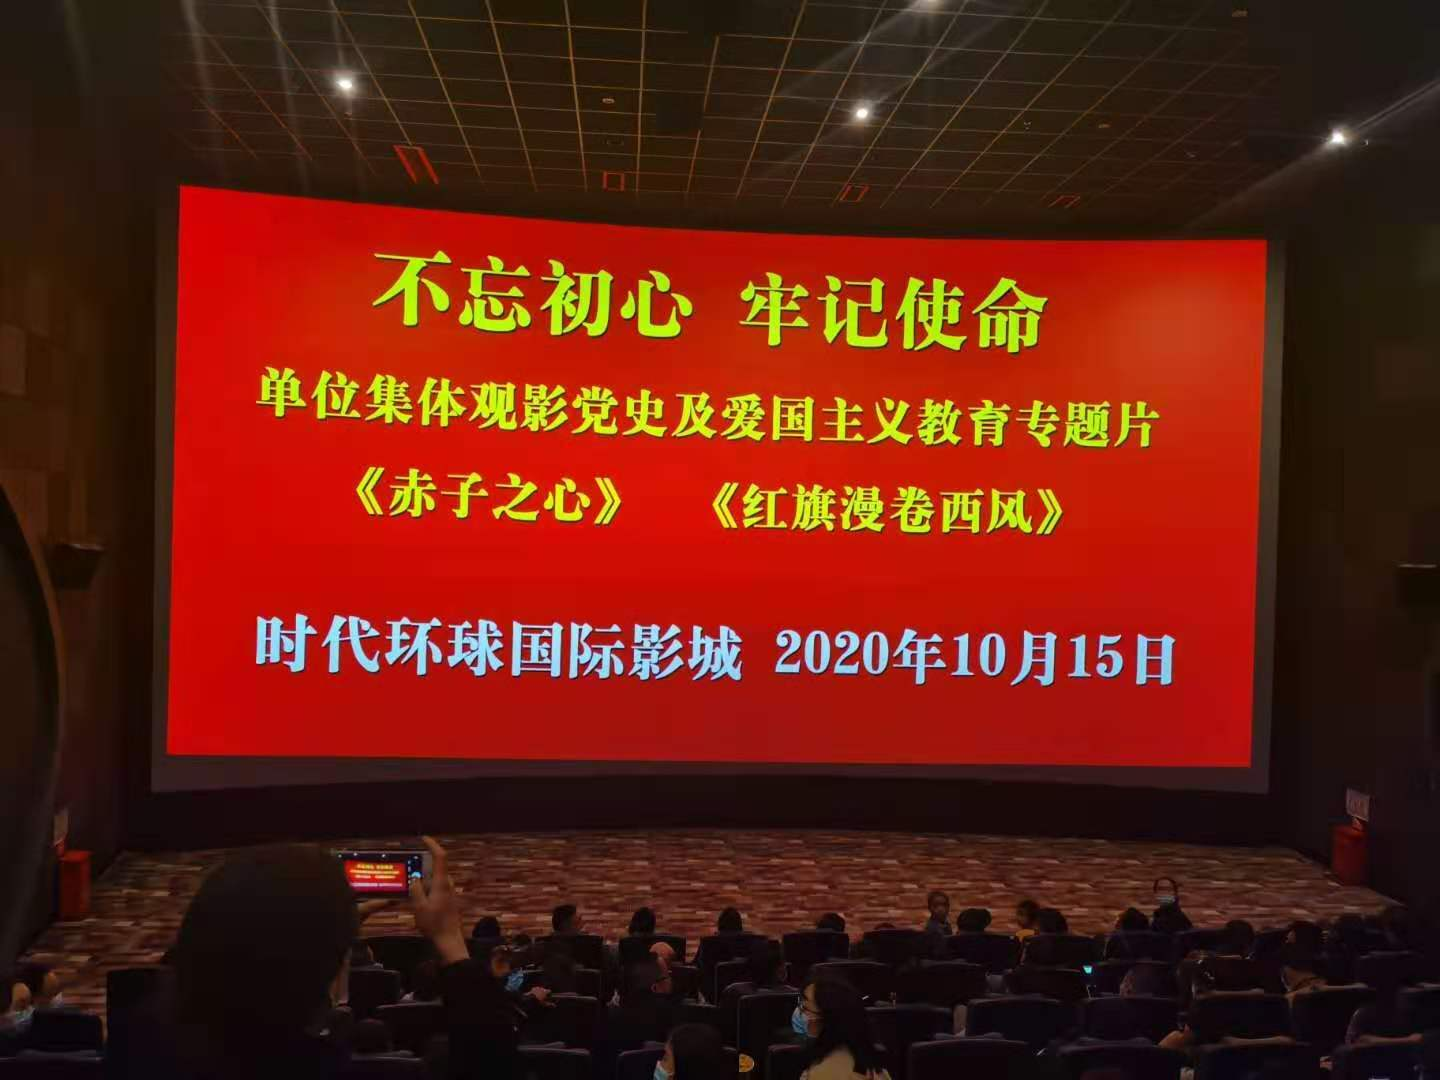 不忘初心 牢记使命
单位集体观影党史及爱国主义教育专题片
《赤子之心》 《红旗漫卷西风》
时代环球国际影城 2020年10月15日